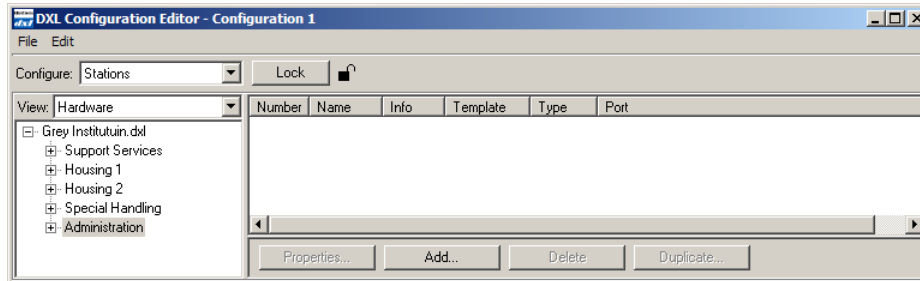 DXL Configuration Editor - Configuration 1
File Edit
Configure: Stations Lock
View: Hardware
Number Name Info Template Type Port
Grey Institutuin.dxl
Support Services
Housing 1
Housing 2
Special Handling
Administration
Properties... Add... Delete Duplicate...